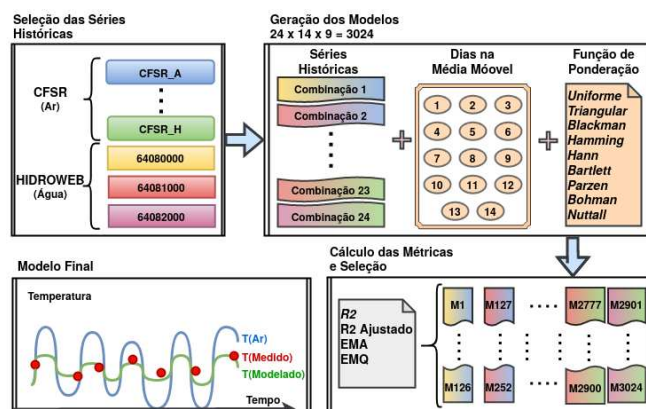 Seleção das Séries
Históricas
CFSR
(Ar)
CFSR_A
CFSR_H
HIDROWEB
(Água)
64080000
64081000
64082000
Geração dos Modelos
24 x 14 x 9 = 3024
Séries
Históricas
Combinação 1
Combinação 2
Combinação 23
Combinação 24
Dias na
Média Móovel
1 2 3
4 5 6
7 8 9
10 11 12
13 14
Função de
Ponderação
Uniforme
Triangular
Blackman
Hamming
Hann
Bartlett
Parzen
Bohman
Nuttall
Cálculo das Métricas
e Seleção
R2
R2 Ajustado
EMA
EMQ
M1 M127 M2777 M2901
M126 M252 M2900 M3024
Modelo Final
Temperatura
T(Ar)
T(Medido)
T(Modelado)
Tempo